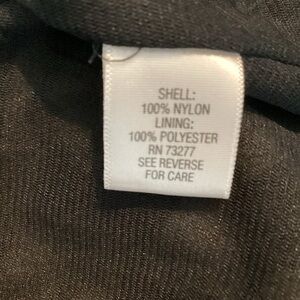 SHELL:
100% NYLON
LINING:
100% POLYESTER
RN 73277
SEE REVERSE
FOR CARE